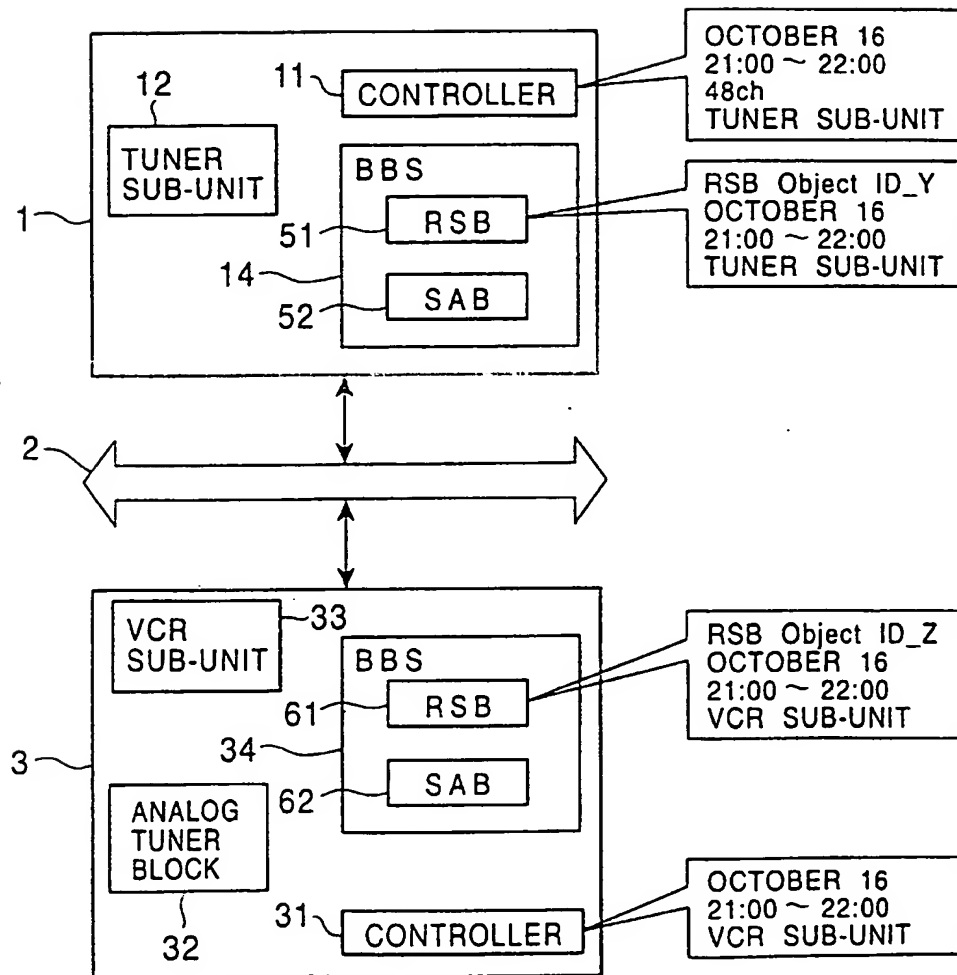 OCTOBER 16
21:00 ~ 22:00
48ch
TUNER SUB-UNIT
11
CONTROLLER
12
TUNER
SUB-UNIT
BBS
RSB
51
RSB Object ID_Y
OCTOBER 16
21:00 ~ 22:00
TUNER SUB-UNIT
1
14
SAB
52
2
VCR
SUB-UNIT
33
BBS
RSB
61
RSB Object ID_Z
OCTOBER 16
21:00 ~ 22:00
VCR SUB-UNIT
3
34
SAB
62
ANALOG
TUNER
BLOCK
32
31
CONTROLLER
OCTOBER 16
21:00 ~ 22:00
VCR SUB-UNIT